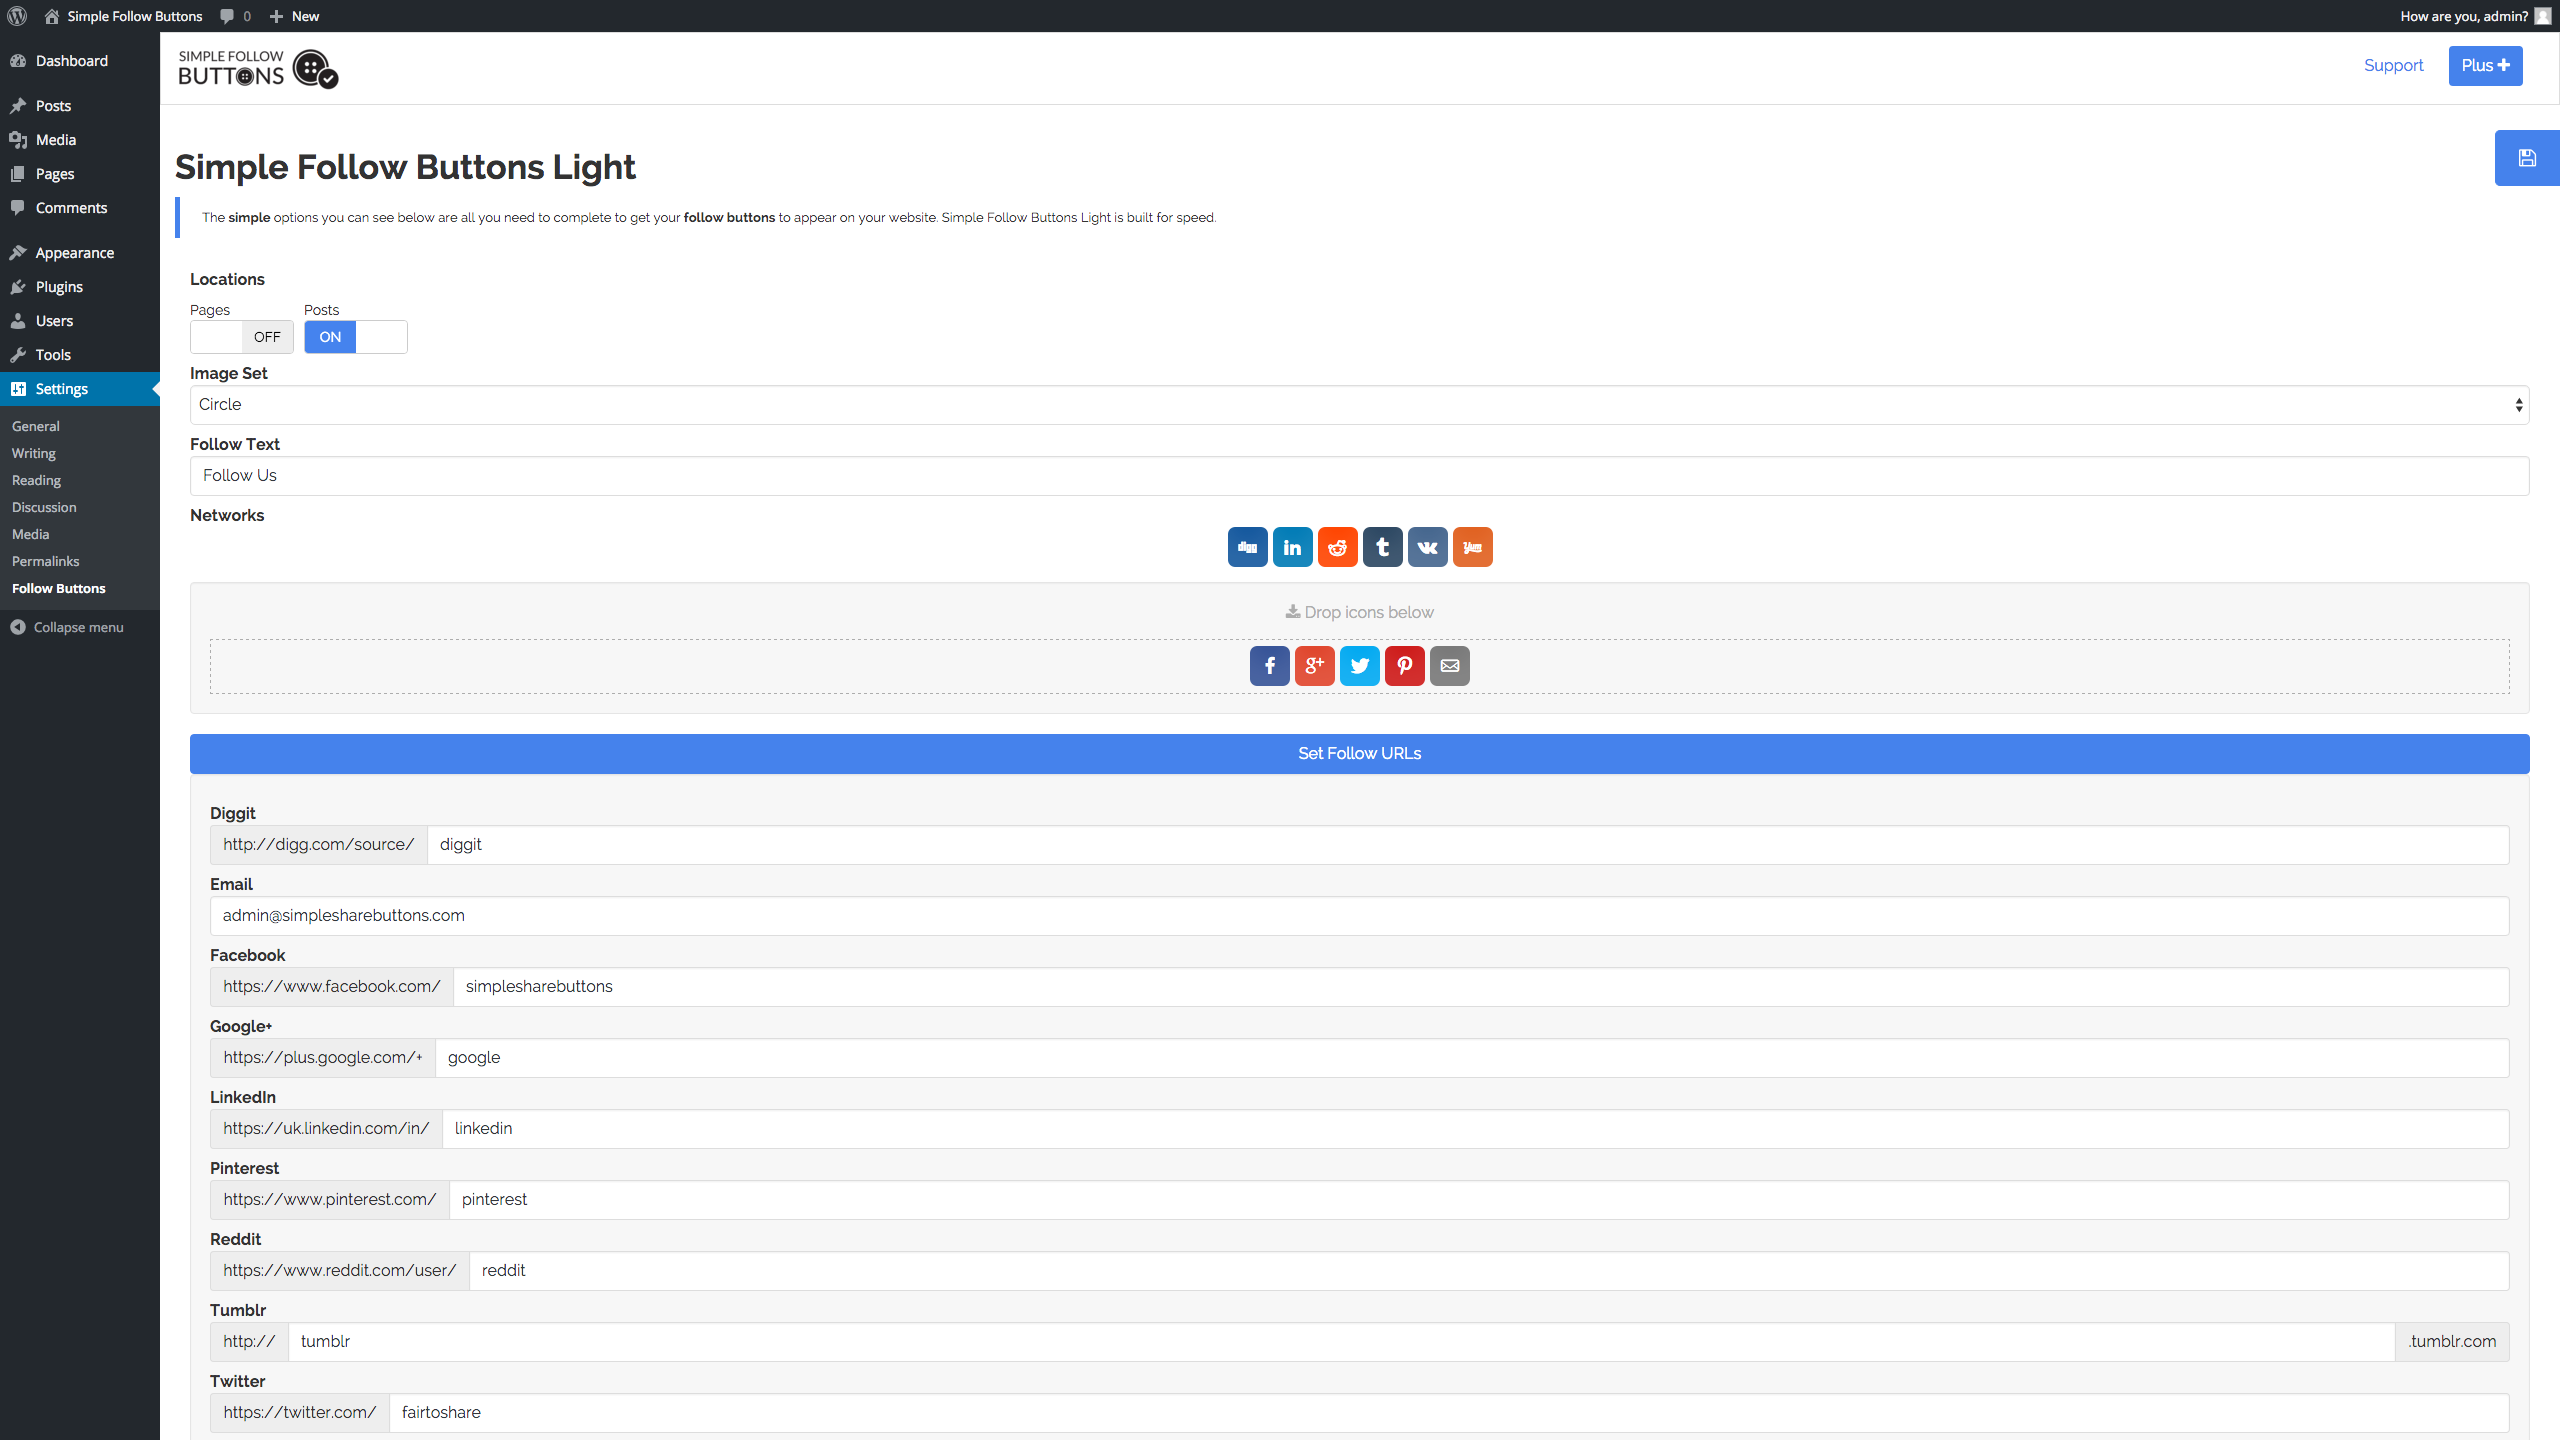 Simple Follow Buttons 0 New How are you, admin?
Dashboard
Posts
Media
Pages
Comments
Appearance
Plugins
Users
Tools
Settings
General
Writing
Reading
Discussion
Media
Permalinks
Follow Buttons
Collapse menu
SIMPLE FOLLOW
BUTTONS
Support
Plus
Simple Follow Buttons Light
The simple options you can see below are all you need to complete to get your follow buttons to appear on your website. Simple Follow Buttons Light is built for speed.
Locations
Pages Posts
OFF ON
Image Set
Circle
Follow Text
Follow Us
Networks
digg in t Yum
Drop icons below
f g+
Set Follow URLs
Diggit
http://digg.com/source/ diggit
Email
admin@simplesharebuttons.com
Facebook
https://www.facebook.com/ simplesharebuttons
Google+
https://plus.google.com/+ google
LinkedIn
https://uk.linkedin.com/in/ linkedin
Pinterest
https://www.pinterest.com/ pinterest
Reddit
https://www.reddit.com/user/ reddit
Tumblr
http:// tumblr .tumblr.com
Twitter
https://twitter.com/ fairtoshare